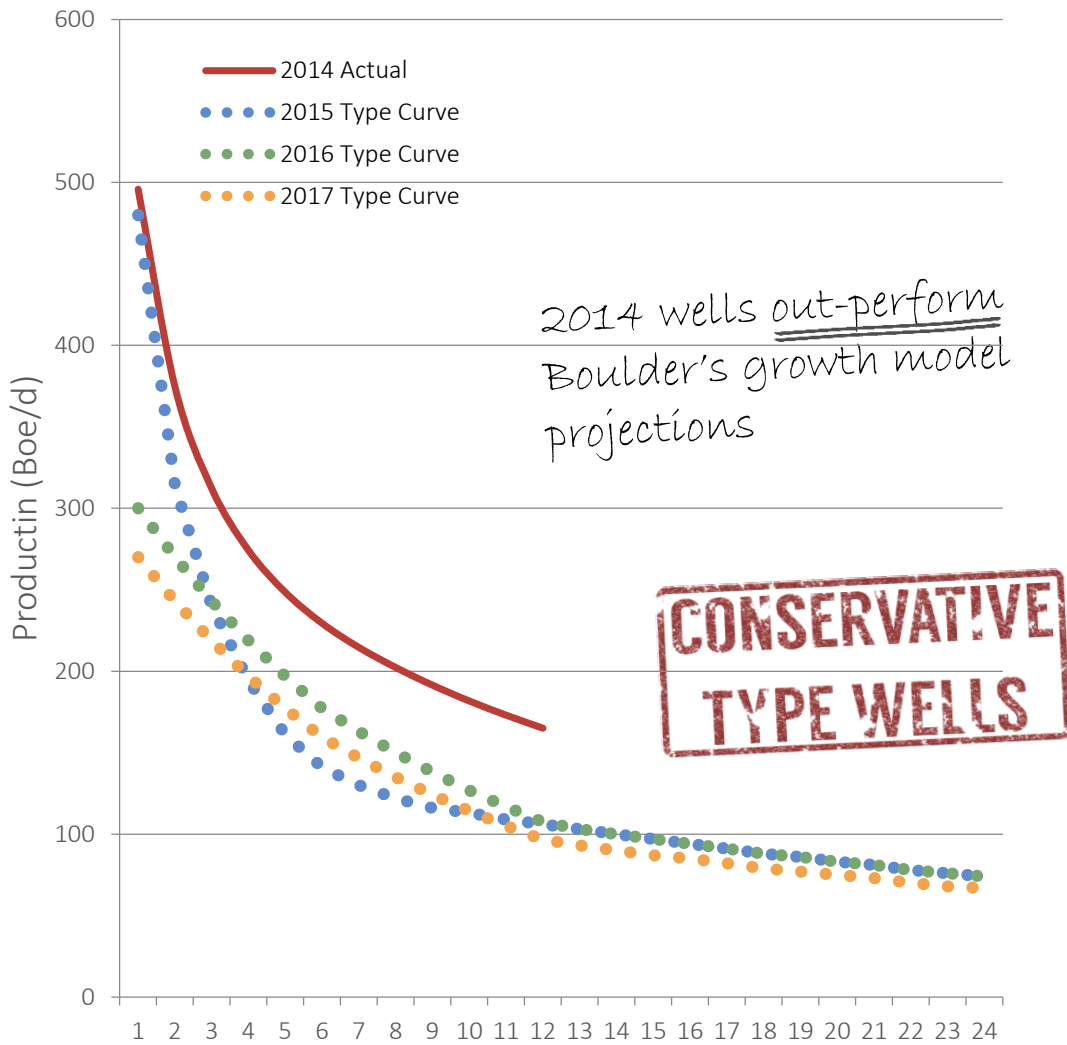 600
2014 Actual
2015 Type Curve
2016 Type Curve
2017 Type Curve
500
2014 wells out-perform
Boulder's growth model
projections
400
Productin (Boe/d)
300
CONSERVATIVE
TYPE WELLS
200
100
0
1 2 3 4 5 6 7 8 9 10 11 12 13 14 15 16 17 18 19 20 21 22 23 24